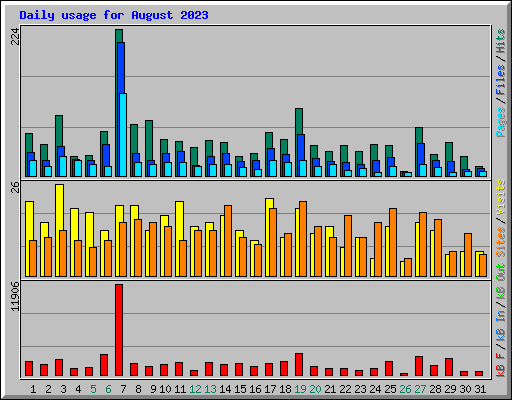 Daily usage for August 2023
224
Pages / Files / Hits
26
Sites / Visits
11906
kB F / kB In / kB Out
1 2 3 4 5 6 7 8 9 10 11 12 13 14 15 16 17 18 19 20 21 22 23 24 25 26 27 28 29 30 31